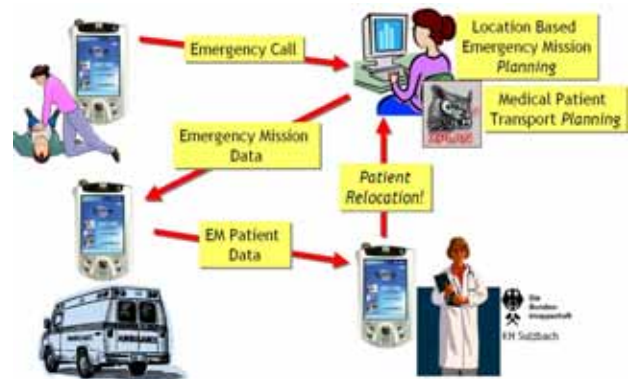 Emergency Call
Location Based
Emergency Mission
Planning
Medical Patient
Transport Planning
Emergency Mission
Data
Patient
Relocation!
EM Patient
Data
Die
KH Sulzbach